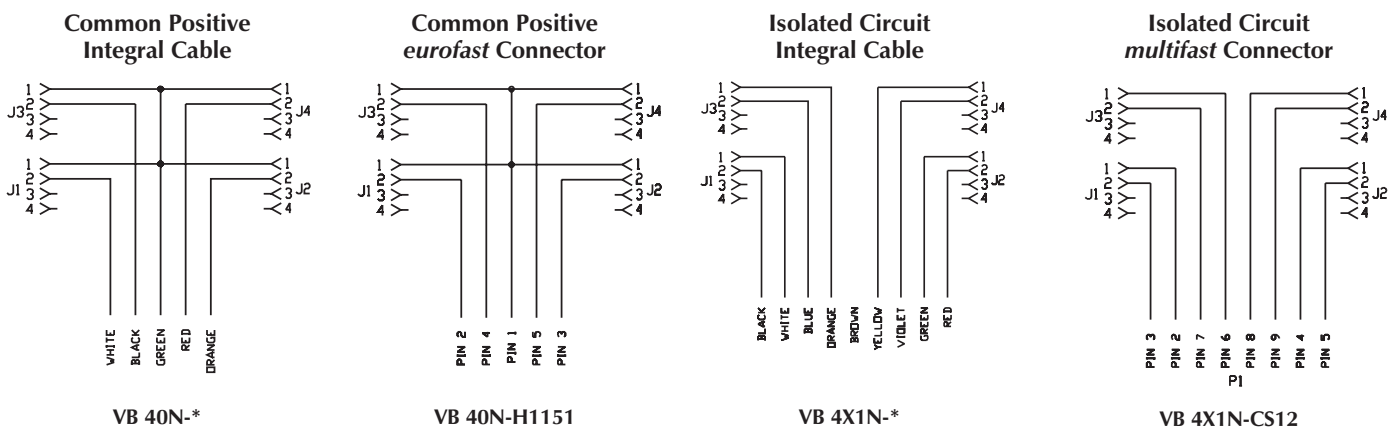 Common Positive
Integral Cable
1
2
J3
3
4
1
2
J4
3
4
1
2
J1
3
4
1
2
J2
3
4
WHITE
BLACK
GREEN
RED
ORANGE
VB 40N-*
Common Positive
eurofast Connector
1
2
J3
3
4
1
2
J4
3
4
1
2
J1
3
4
1
2
J2
3
4
PIN 2
PIN 4
PIN 1
PIN 5
PIN 3
VB 40N-H1151
Isolated Circuit
Integral Cable
1
2
J3
3
4
1
2
J4
3
4
1
2
J1
3
4
1
2
J2
3
4
BLACK
WHITE
BLUE
ORANGE
BROWN
YELLOW
VIOLET
GREEN
RED
VB 4X1N-*
Isolated Circuit
multifast Connector
1
2
J3
3
4
1
2
J4
3
4
1
2
J1
3
4
1
2
J2
3
4
PIN 3
PIN 2
PIN 7
PIN 6
PIN 8
PIN 9
PIN 4
PIN 5
P1
VB 4X1N-CS12